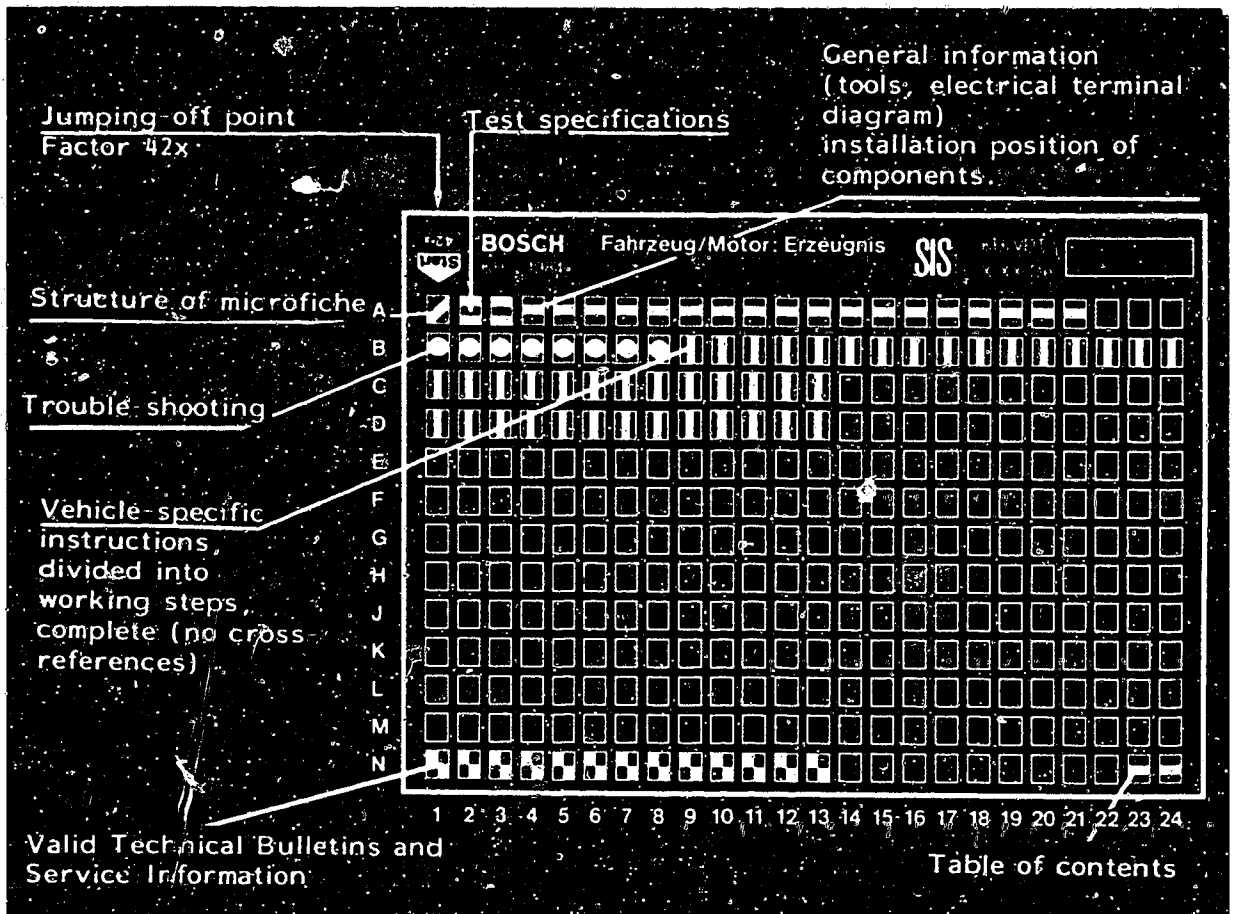 General information
(tools, electrical terminal
diagram)
installation position of
components.
Jumping-off point
Factor 42x
Test specifications
Start
42x
BOSCH
Fahrzeug/Motor: Erzeugnis
SIS
Structure of microfiche
Trouble-shooting
Vehicle-specific
instructions,
divided into
working steps,
complete (no cross-
references)
A
B
C
D
E
F
G
H
J
K
L
M
N
1 2 3 4 5 6 7 8 9 10 11 12 13 14 15 16 17 18 19 20 21 22 23 24
Valid Technical Bulletins and
Service Information
Table of contents